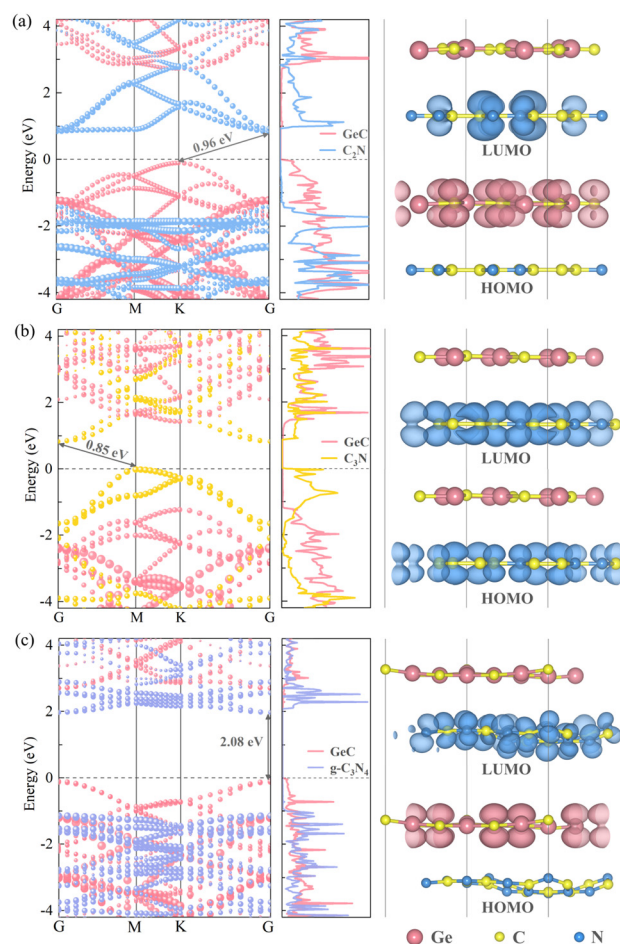 (a)
Energy (eV)
4
2
0
-2
-4
0.96 eV
G M K G
GeC
C₂N
LUMO
HOMO
(b)
Energy (eV)
4
2
0
-2
-4
0.85 eV
G M K G
GeC
C₃N
LUMO
HOMO
(c)
Energy (eV)
4
2
0
-2
-4
2.08 eV
G M K G
GeC
g-C₃N₄
LUMO
HOMO
Ge C N